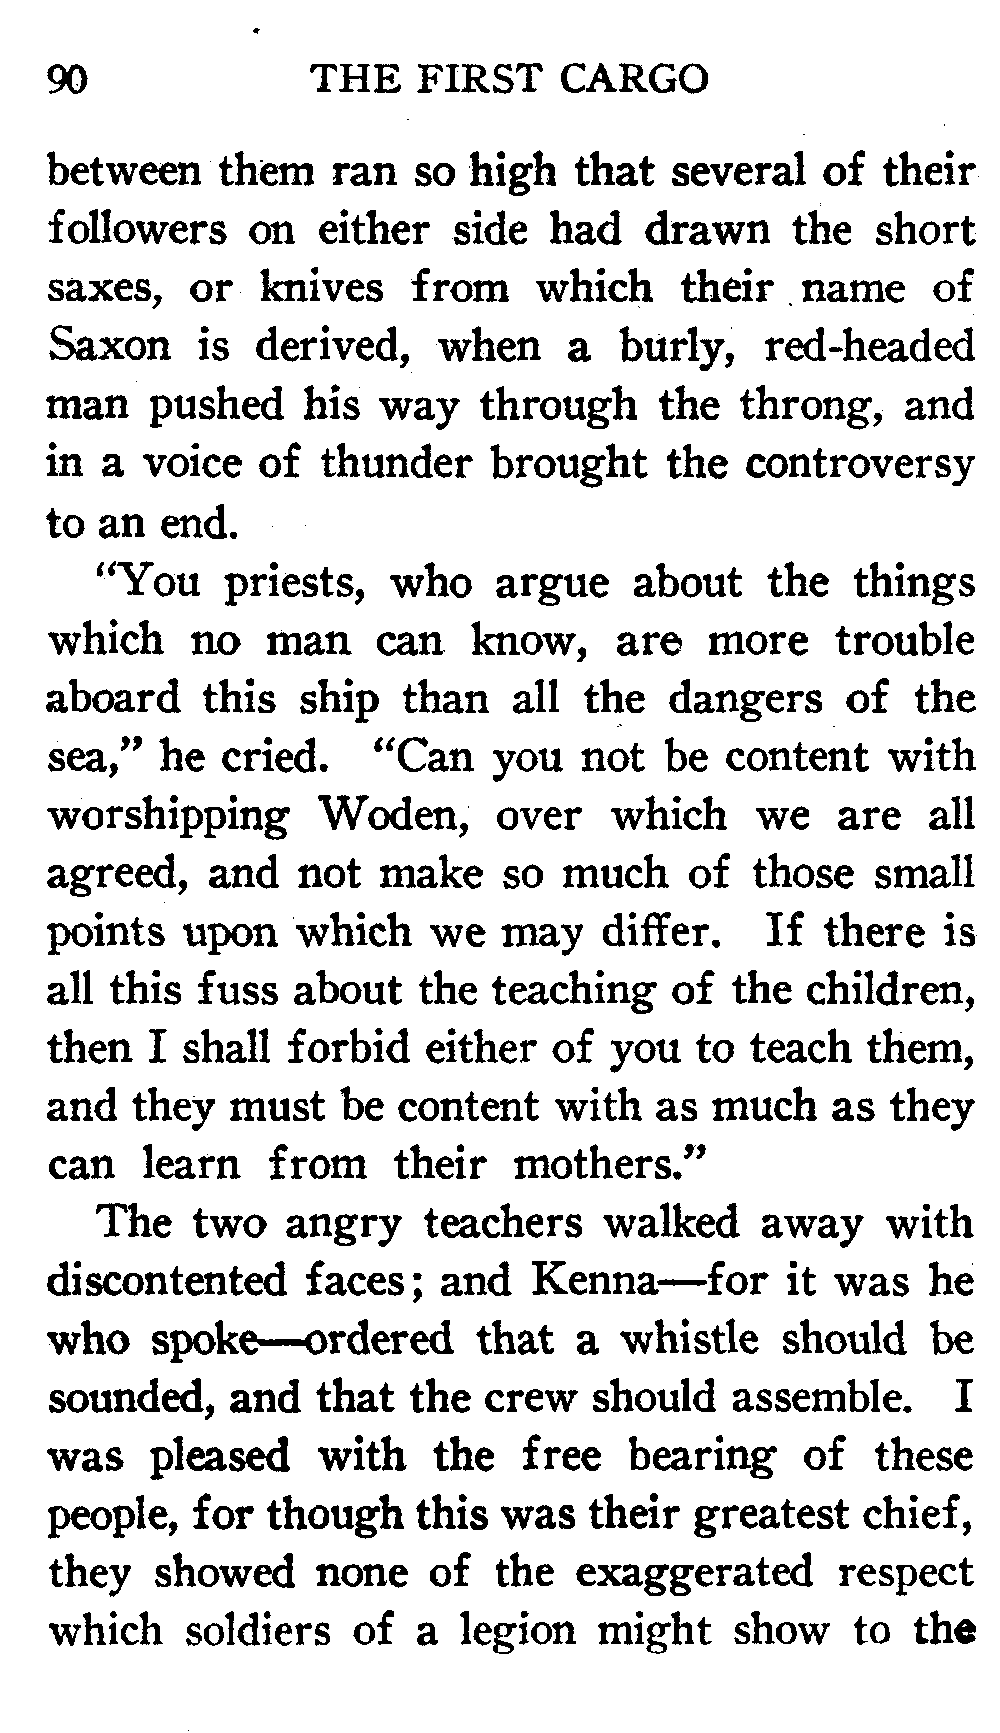 90 THE FIRST CARGO
between them ran so high that several of their
followers on either side had drawn the short
saxes, or knives from which their name of
Saxon is derived, when a burly, red-headed
man pushed his way through the throng, and
in a voice of thunder brought the controversy
to an end.
“You priests, who argue about the things
which no man can know, are more trouble
aboard this ship than all the dangers of the
sea,” he cried. “Can you not be content with
worshipping Woden, over which we are all
agreed, and not make so much of those small
points upon which we may differ. If there is
all this fuss about the teaching of the children,
then I shall forbid either of you to teach them,
and they must be content with as much as they
can learn from their mothers.”
The two angry teachers walked away with
discontented faces; and Kenna—for it was he
who spoke—ordered that a whistle should be
sounded, and that the crew should assemble. I
was pleased with the free bearing of these
people, for though this was their greatest chief,
they showed none of the exaggerated respect
which soldiers of a legion might show to the